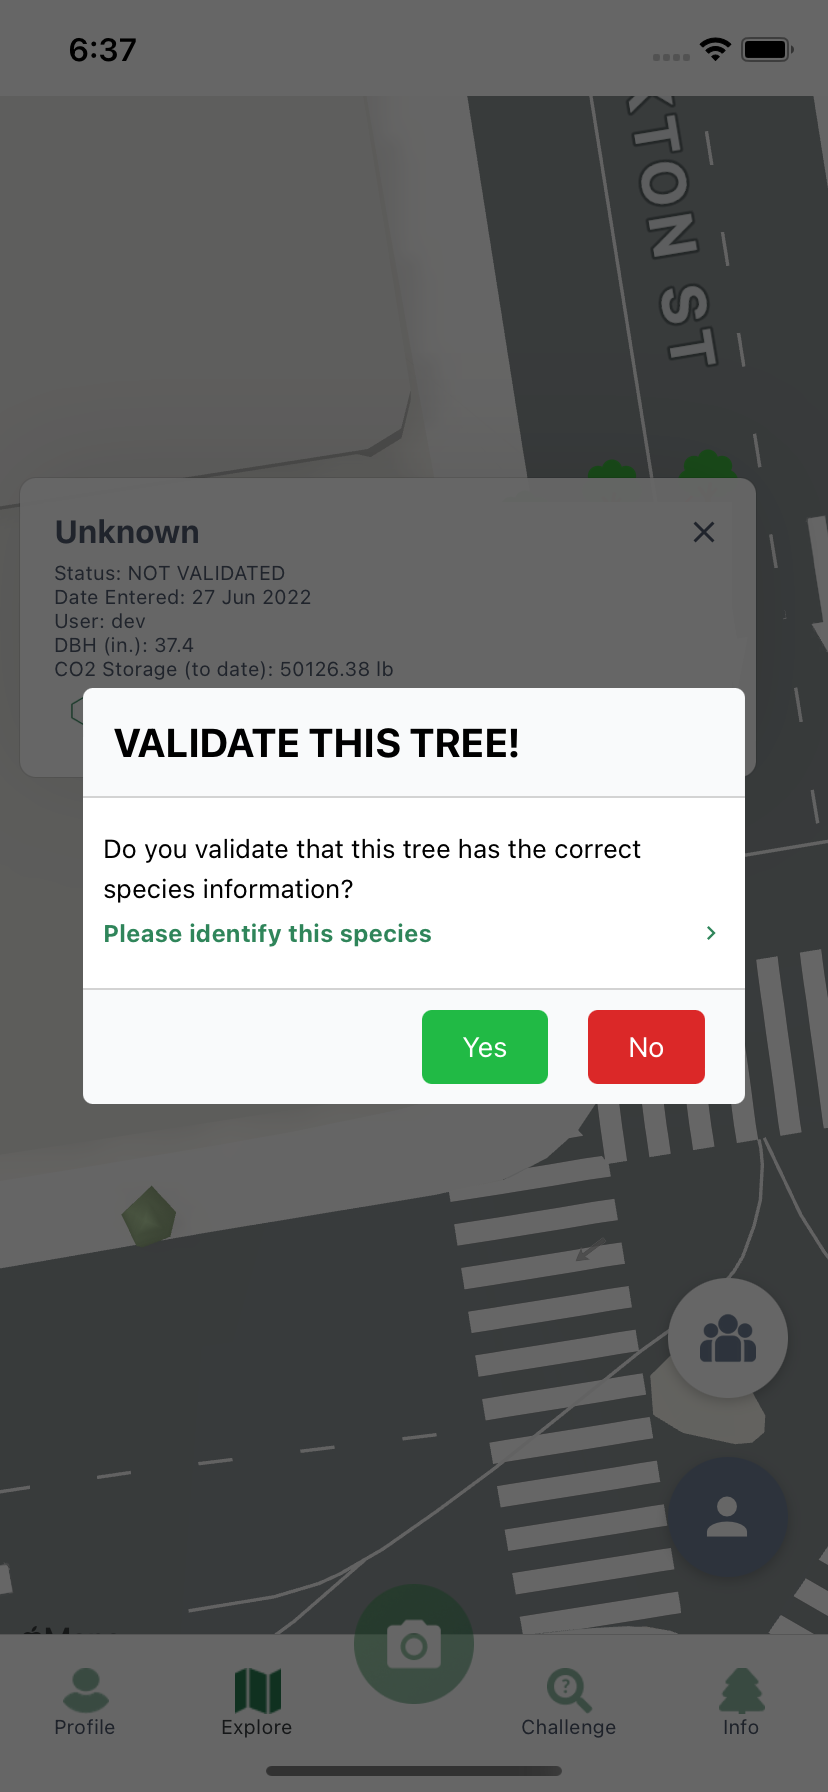 6:37
KTON ST
Unknown
Status: NOT VALIDATED
Date Entered: 27 Jun 2022
User: dev
DBH (in.): 37.4
CO2 Storage (to date): 50126.38 lb
VALIDATE THIS TREE!
Do you validate that this tree has the correct
species information?
Please identify this species
Yes
No
?
Profile
Explore
Challenge
Info